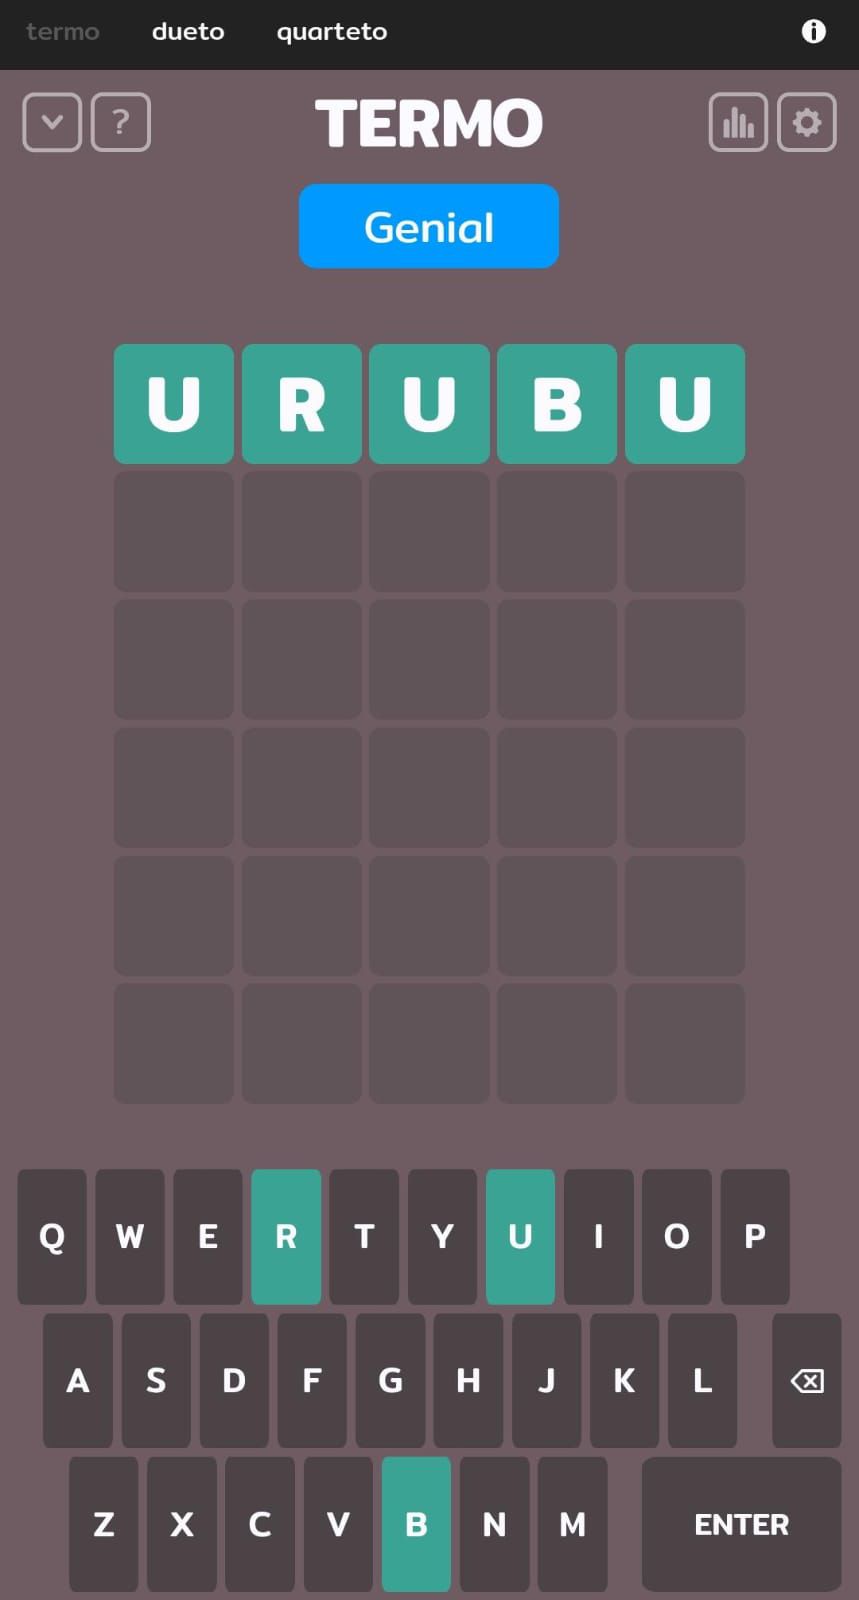 termo dueto quarteto i
? TERMO
Genial
U R U B U
Q W E R T Y U I O P
A S D F G H J K L
Z X C V B N M ENTER